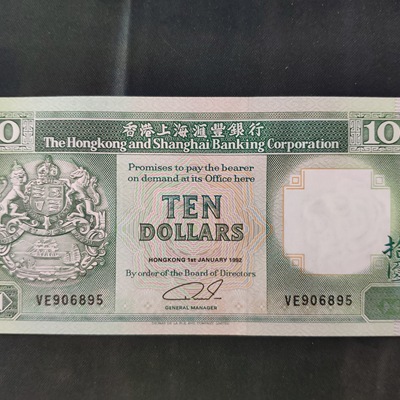 10
香港上海滙豐銀行
10
The Hongkong and Shanghai Banking Corporation
Promises to pay the bearer
on demand at its Office here
TEN
DOLLARS
拾
HONGKONG 1st JANUARY 1992
By order of the Board of Directors
VE906895
VE906895
GENERAL MANAGER